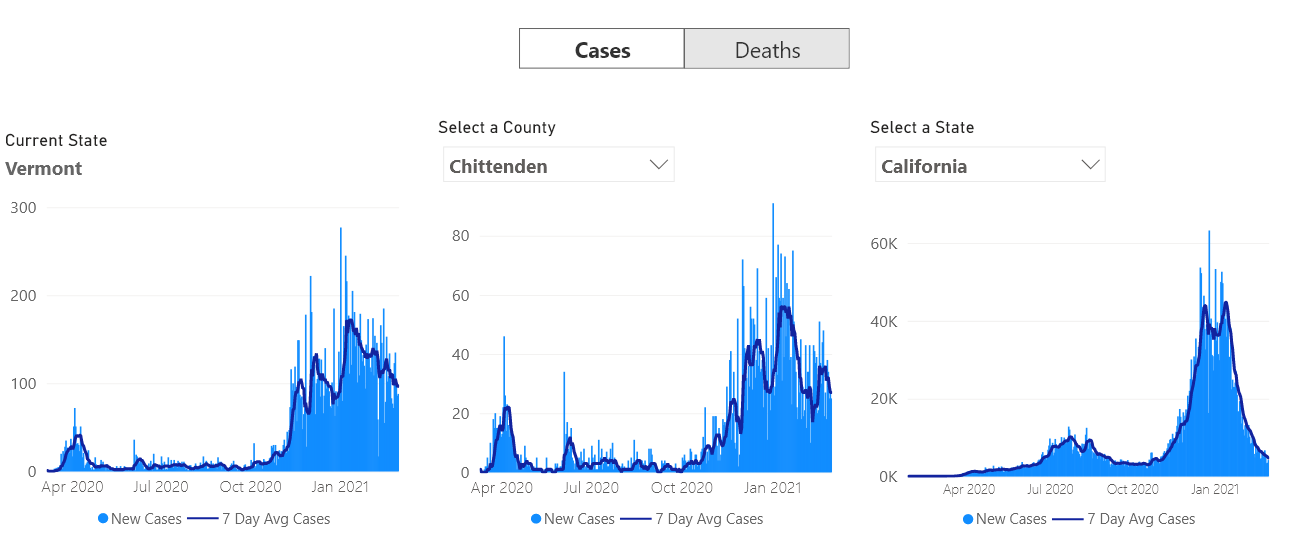 Cases
Deaths
Current State
Vermont
Select a County
Chittenden
Select a State
California
300
200
100
0
Apr 2020 Jul 2020 Oct 2020 Jan 2021
New Cases 7 Day Avg Cases
80
60
40
20
0
Apr 2020 Jul 2020 Oct 2020 Jan 2021
New Cases 7 Day Avg Cases
60K
40K
20K
0K
Apr 2020 Jul 2020 Oct 2020 Jan 2021
New Cases 7 Day Avg Cases